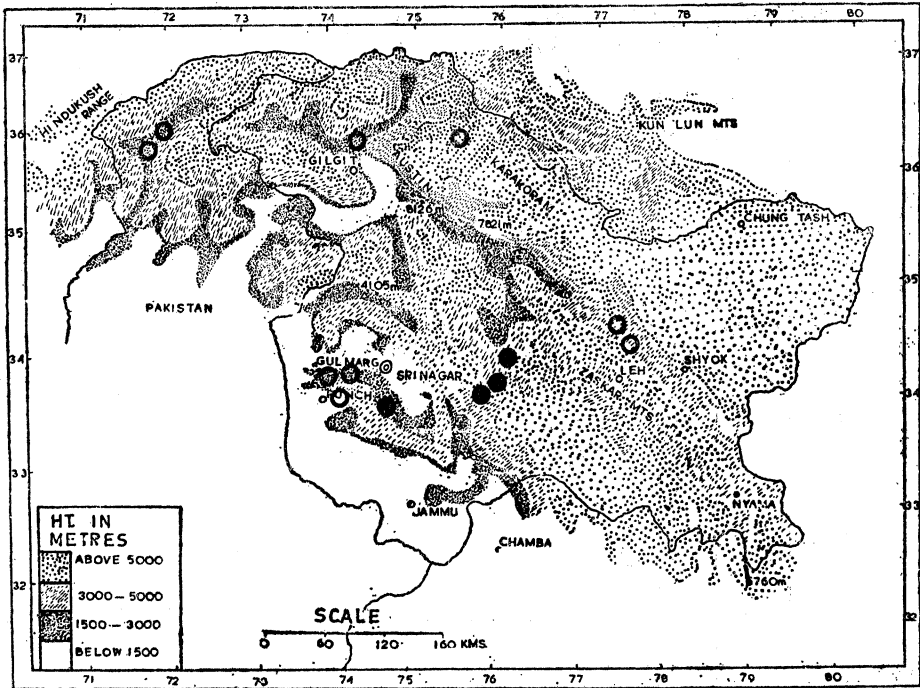 71 72 73 74 75 76 77 78 79 80
37 37
HINDUKUSH
RANGE
KUN LUN MTS
36 36
GILGIT
KARAKORAM
8126
7821m
CHUNG TASH
35 35
PAKISTAN
4105m
34 34
GULMARG
SRINAGAR
LEH
SHYOK
ZASKAR MTS
33 33
JAMMU
NYAMA
CHAMBA
HT. IN
METRES
ABOVE 5000
3000-5000
1500-3000
BELOW 1500
32 32
SCALE
0 60 120 160 KMS.
71 72 73 74 75 76 77 78 79 80